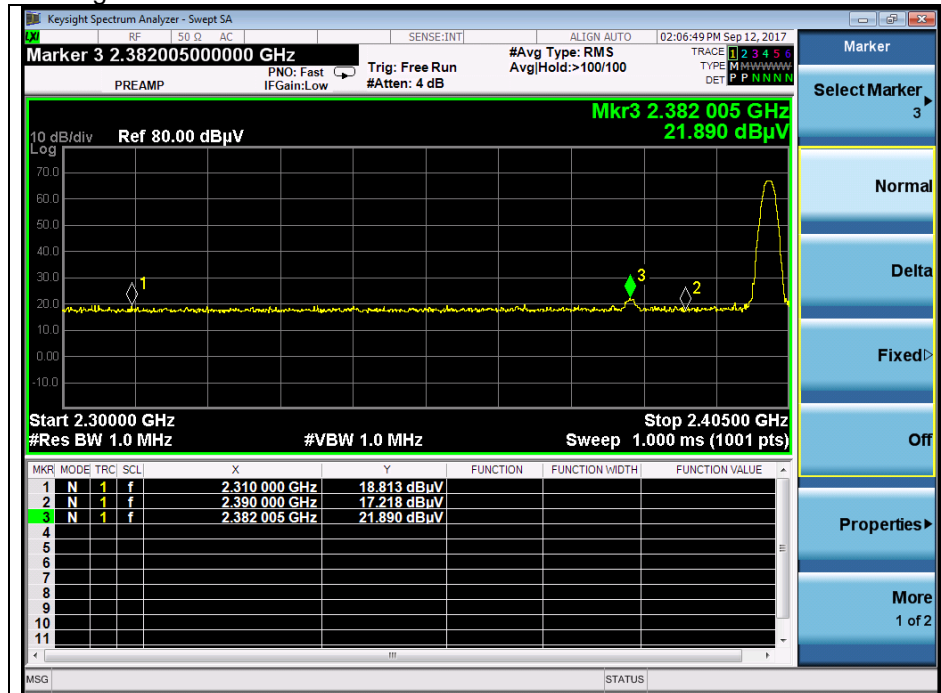 Keysight Spectrum Analyzer - Swept SA
LXI RF 50 Ω AC SENSE:INT ALIGN AUTO 02:06:49 PM Sep 12, 2017
Marker 3 2.382005000000 GHz
PREAMP
PNO: Fast
IFGain:Low
Trig: Free Run
#Atten: 4 dB
#Avg Type: RMS
Avg|Hold:>100/100
TRACE 1 2 3 4 5 6
TYPE M M W W W W
DET P P N N N N
Mkr3 2.382 005 GHz
21.890 dBµV
10 dB/div Ref 80.00 dBµV
Log
70.0
60.0
50.0
40.0
30.0
20.0
10.0
0.00
-10.0
1
3
2
Start 2.30000 GHz Stop 2.40500 GHz
#Res BW 1.0 MHz #VBW 1.0 MHz Sweep 1.000 ms (1001 pts)
MKR MODE TRC SCL X Y FUNCTION FUNCTION WIDTH FUNCTION VALUE
1 N 1 f 2.310 000 GHz 18.813 dBµV
2 N 1 f 2.390 000 GHz 17.218 dBµV
3 N 1 f 2.382 005 GHz 21.890 dBµV
4
5
6
7
8
9
10
11
MSG STATUS
Marker
Select Marker
3
Normal
Delta
Fixed
Off
Properties
More
1 of 2